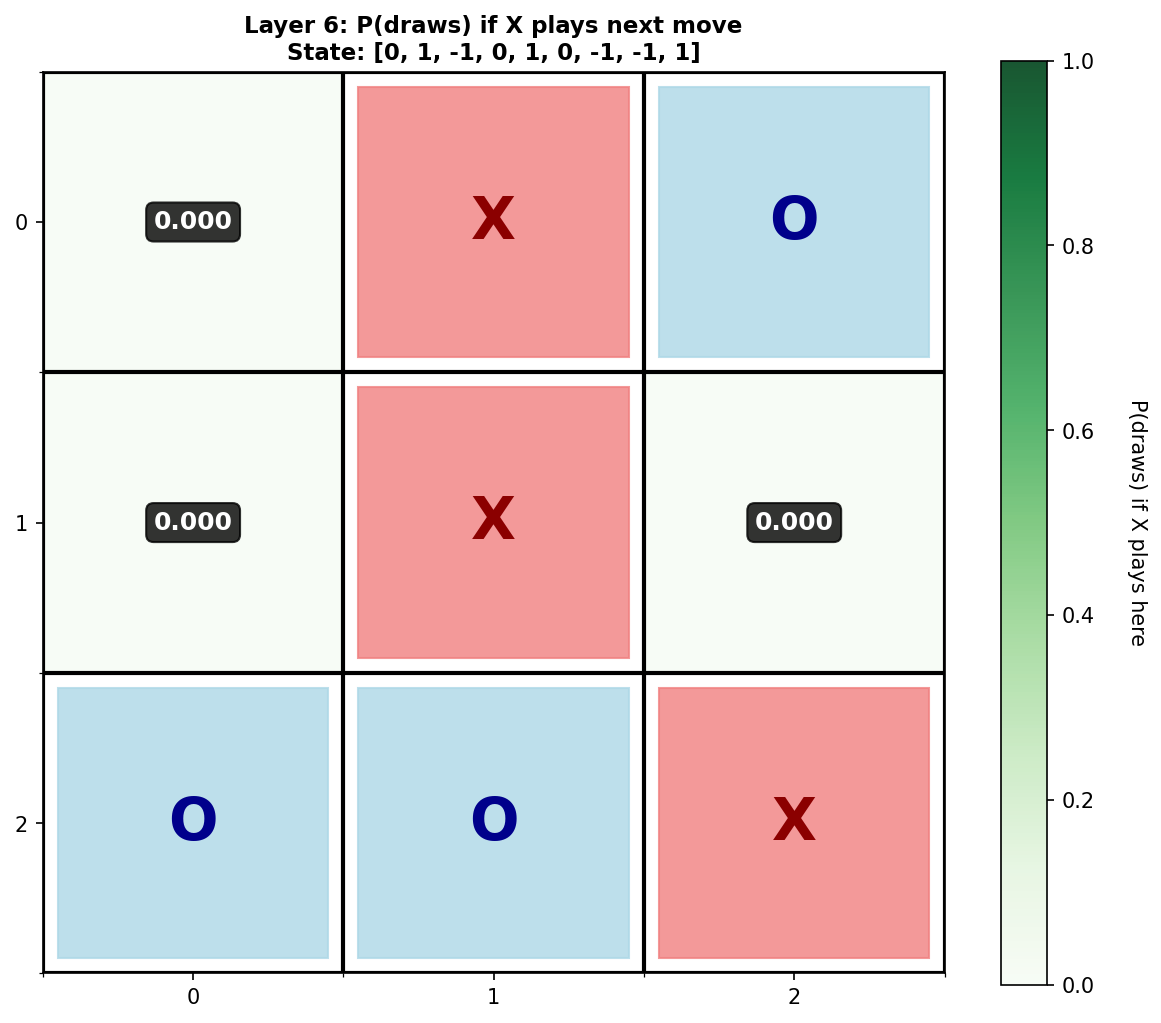 Layer 6: P(draws) if X plays next move
State: [0, 1, -1, 0, 1, 0, -1, -1, 1]
0
0.000
X
O
1
0.000
X
0.000
2
O
O
X
0
1
2
1.0
0.8
0.6
0.4
0.2
0.0
P(draws) if X plays here